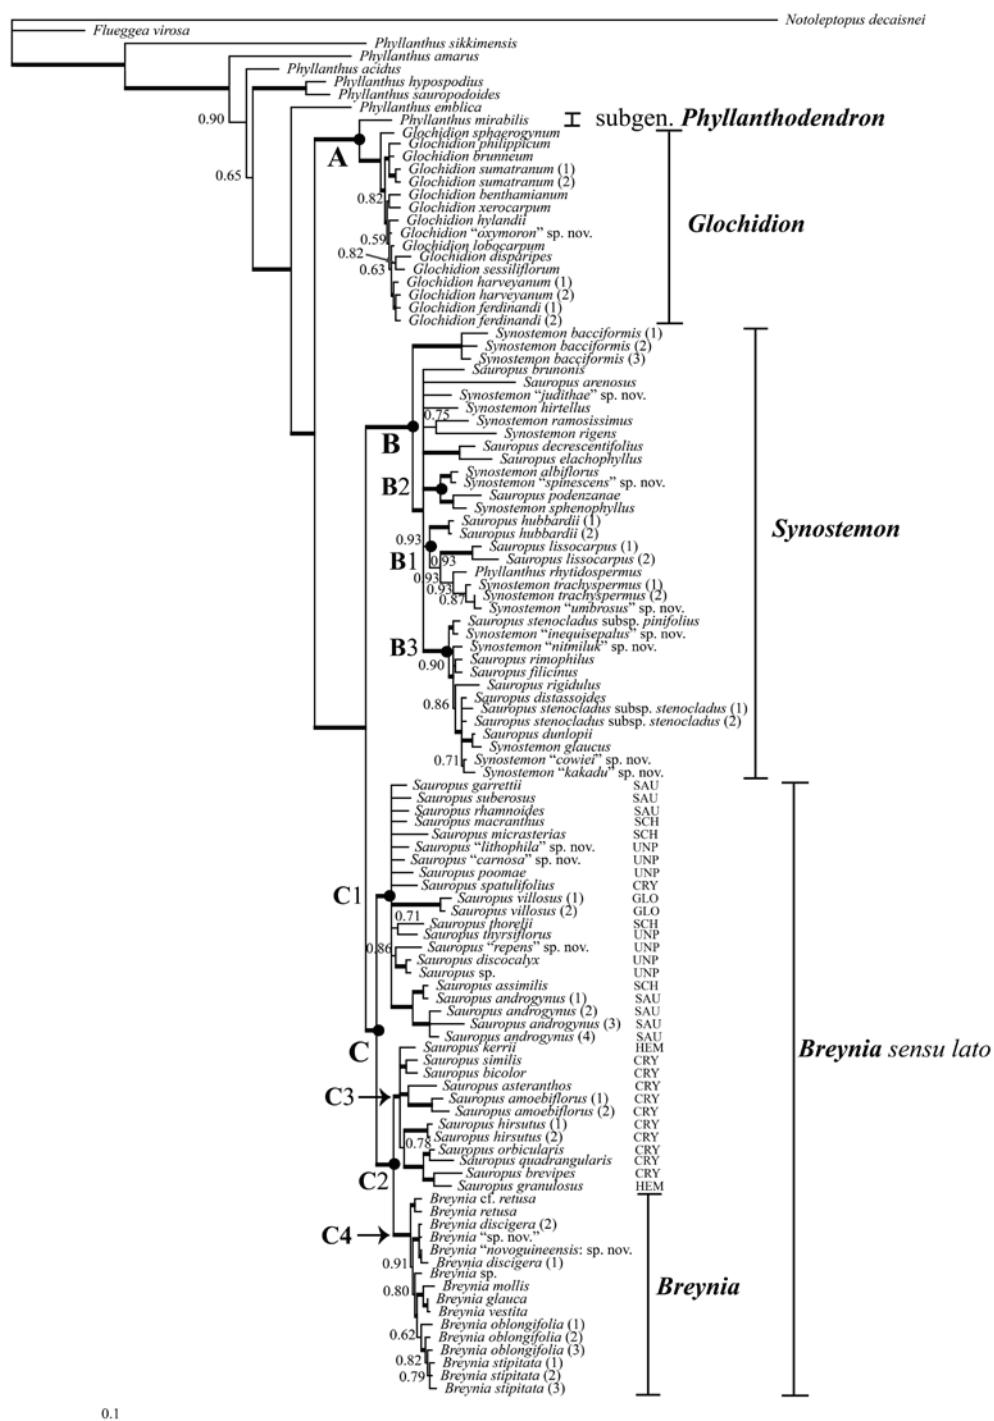 Notoleptopus decaisnei
Flueggea virosa
Phyllanthus sikkimensis
Phyllanthus amarus
Phyllanthus acidus
Phyllanthus hypospodius
Phyllanthus sauropodoides
0.90
Phyllanthus emblica
Phyllanthus mirabilis
subgen. Phyllanthodendron
A
Glochidion sphaerogynum
Glochidion philippicum
Glochidion brunneum
Glochidion sumatranum (1)
0.65
Glochidion sumatranum (2)
0.82
Glochidion benthamianum
Glochidion xerocarpum
Glochidion hylandii
Glochidion
Glochidion "oxymoron" sp. nov.
0.59
Glochidion lobocarpum
0.82
Glochidion disparipes
0.63
Glochidion sessiliflorum
Glochidion harveyanum (1)
Glochidion harveyanum (2)
Glochidion ferdinandi (1)
Glochidion ferdinandi (2)
Synostemon bacciformis (1)
Synostemon bacciformis (2)
Synostemon bacciformis (3)
Sauropus brunonis
Sauropus arenosus
Synostemon "judithae" sp. nov.
Synostemon hirtellus
0.75
Synostemon ramosissimus
Synostemon rigens
B
Sauropus decrescentifolius
Sauropus elachophyllus
Synostemon albiflorus
Synostemon "spinescens" sp. nov.
B2
Sauropus podenzanae
Synostemon sphenophyllus
Sauropus hubbardii (1)
Sauropus hubbardii (2)
Synostemon
0.93
Sauropus lissocarpus (1)
B1
0.93
Sauropus lissocarpus (2)
Phyllanthus rhytidospermus
0.93
Synostemon trachyspermus (1)
0.93
Synostemon trachyspermus (2)
0.87
Synostemon "umbrosus" sp. nov.
Sauropus stenocladus subsp. pinifolius
Synostemon "inequisepalus" sp. nov.
B3
Synostemon "nitmiluk" sp. nov.
Sauropus rimophilus
0.90
Sauropus filicinus
Sauropus rigidulus
Sauropus distassoides
0.86
Sauropus stenocladus subsp. stenocladus (1)
Sauropus stenocladus subsp. stenocladus (2)
Sauropus dunlopii
Synostemon glaucus
0.71
Synostemon "cowiei" sp. nov.
Synostemon "kakadu" sp. nov.
Sauropus garrettii SAU
Sauropus suberosus SAU
Sauropus rhamnoides SAU
Sauropus macranthus SCH
Sauropus micrasterias SCH
Sauropus "lithophila" sp. nov. UNP
Sauropus "carnosa" sp. nov. UNP
Sauropus poomae UNP
Sauropus spatulifolius CRY
C1
Sauropus villosus (1) GLO
Sauropus villosus (2) GLO
0.71
Sauropus thorelii SCH
Sauropus thyrsiflorus UNP
0.86
Sauropus "repens" sp. nov. UNP
Sauropus discocalyx UNP
Sauropus sp. UNP
Sauropus assimilis SCH
Sauropus androgynus (1) SAU
Sauropus androgynus (2) SAU
Sauropus androgynus (3) SAU
Sauropus androgynus (4) SAU
C
Breynia sensu lato
Sauropus kerrii HEM
Sauropus similis CRY
Sauropus bicolor CRY
Sauropus asteranthos CRY
C3
Sauropus amoebiflorus (1) CRY
Sauropus amoebiflorus (2) CRY
Sauropus hirsutus (1) CRY
Sauropus hirsutus (2) CRY
0.78
Sauropus orbicularis CRY
Sauropus quadrangularis CRY
Sauropus brevipes CRY
C2
Sauropus granulosus HEM
Breynia cf. retusa
Breynia retusa
Breynia discigera (2)
C4
Breynia "sp. nov."
Breynia "novoguineensis: sp. nov.
Breynia discigera (1)
0.91
Breynia sp.
Breynia mollis
0.80
Breynia
Breynia glauca
Breynia vestita
Breynia oblongifolia (1)
0.62
Breynia oblongifolia (2)
Breynia oblongifolia (3)
0.82
Breynia stipitata (1)
0.79
Breynia stipitata (2)
Breynia stipitata (3)
0.1